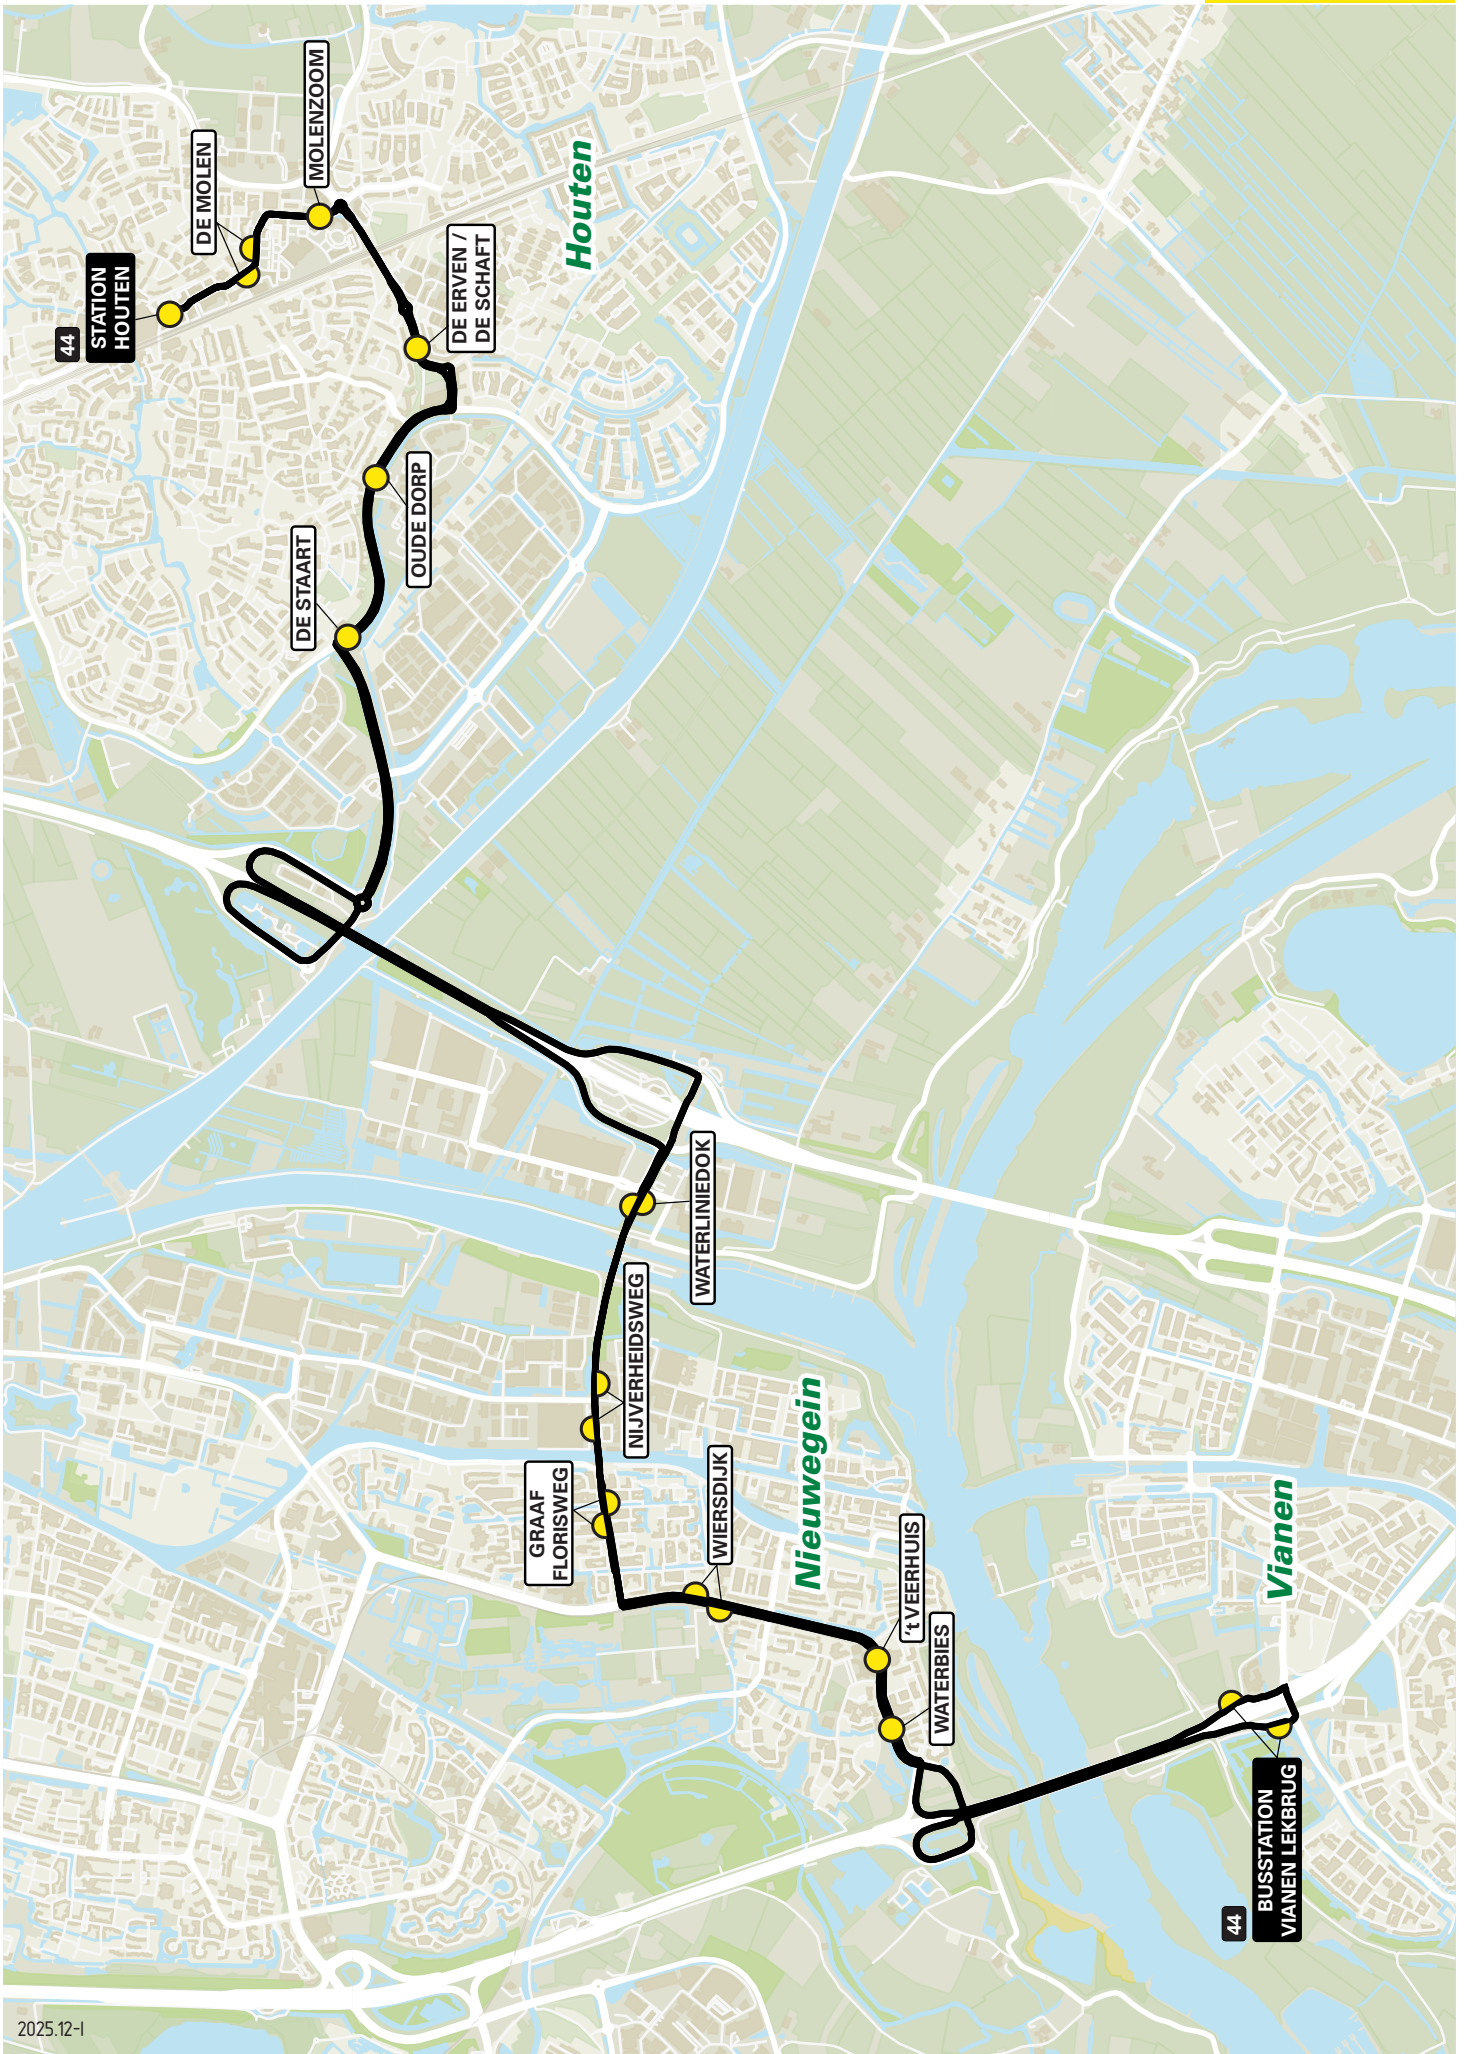 44
STATION
HOUTEN
DE MOLEN
MOLENZOOM
DE ERVEN /
DE SCHAFT
Houten
OUDE DORP
DE STAART
WATERLINIEDOK
NIJVERHEIDSWEG
GRAAF
FLORISWEG
WIERSDIJK
Nieuwegein
't VEERHUIS
WATERBIES
Vianen
44
BUSSTATION
VIANEN LEKBRUG
2025.12-I